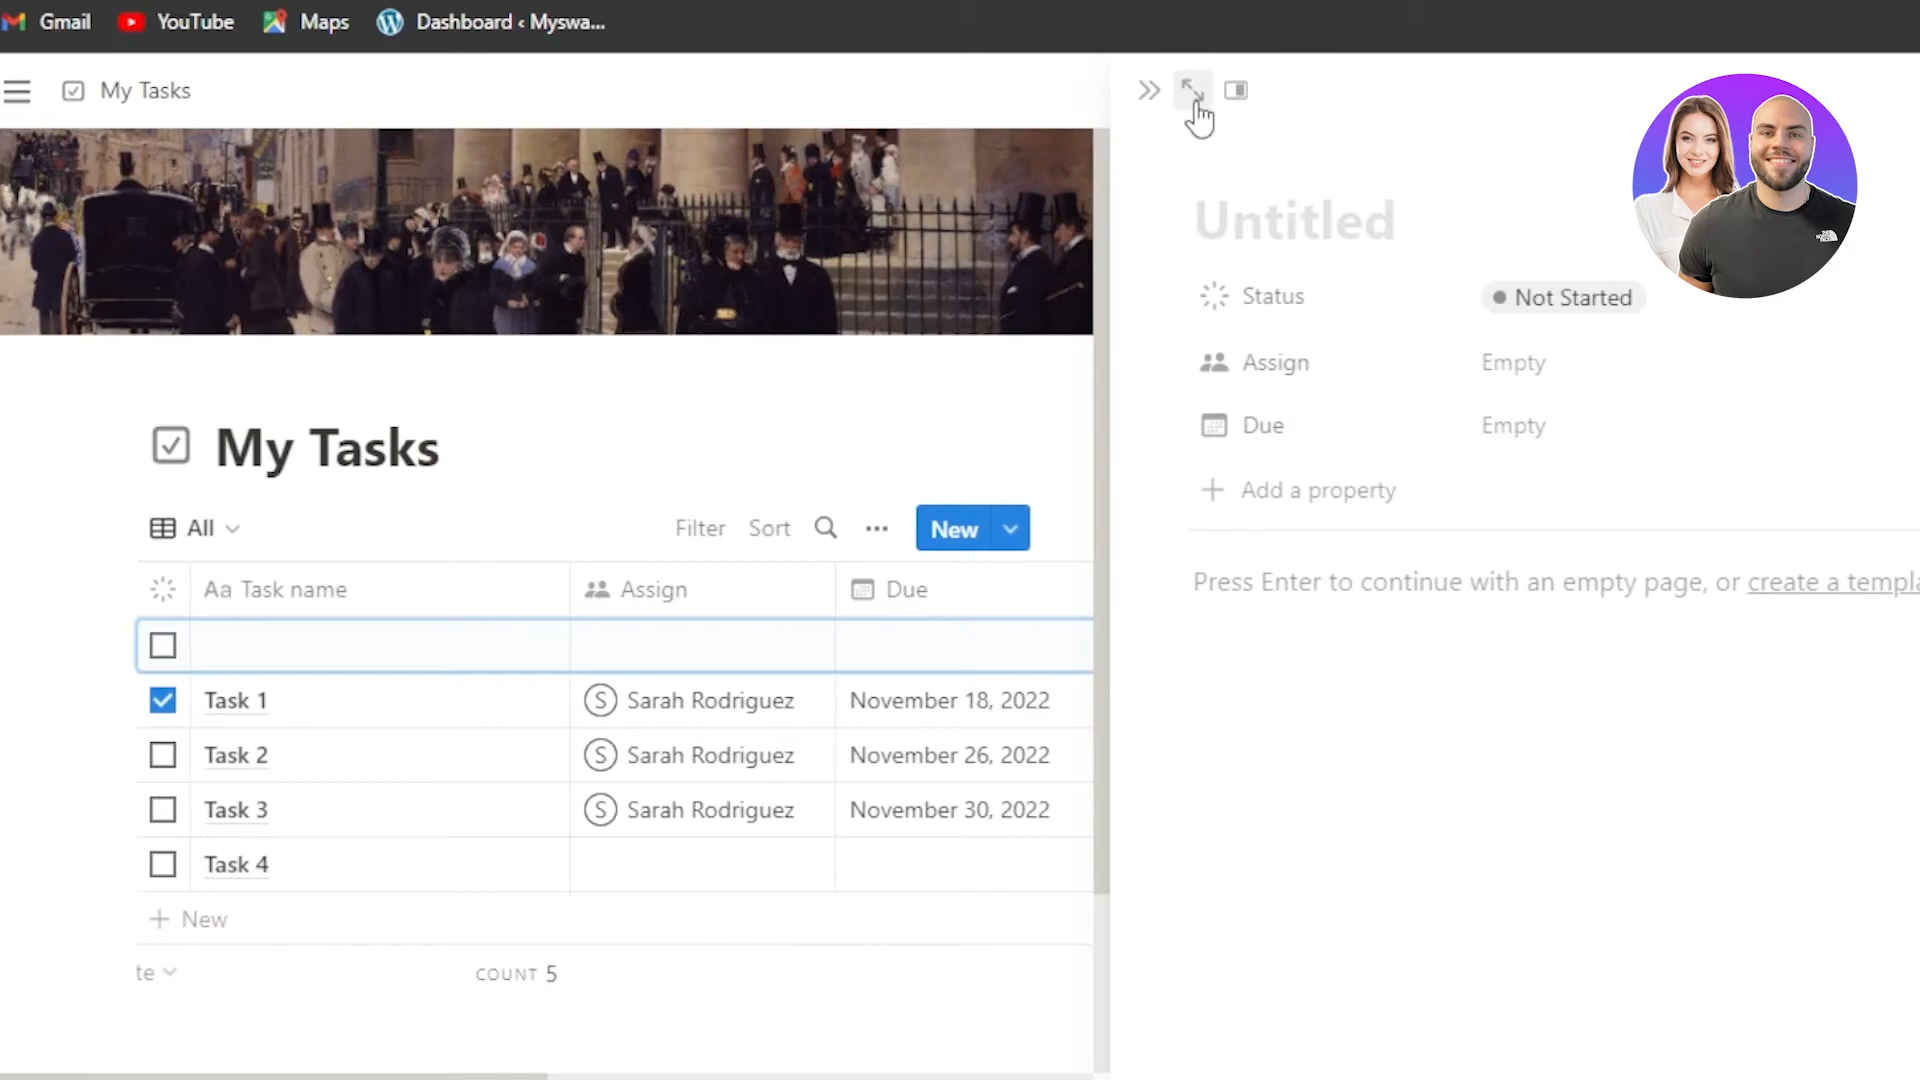 Gmail YouTube Maps Dashboard ‹ Myswa...
My Tasks
Untitled
Status Not Started
Assign Empty
Due Empty
Add a property
Press Enter to continue with an empty page, or create a templa
My Tasks
All Filter Sort New
Aa Task name Assign Due
Task 1 S Sarah Rodriguez November 18, 2022
Task 2 S Sarah Rodriguez November 26, 2022
Task 3 S Sarah Rodriguez November 30, 2022
Task 4
New
te COUNT 5